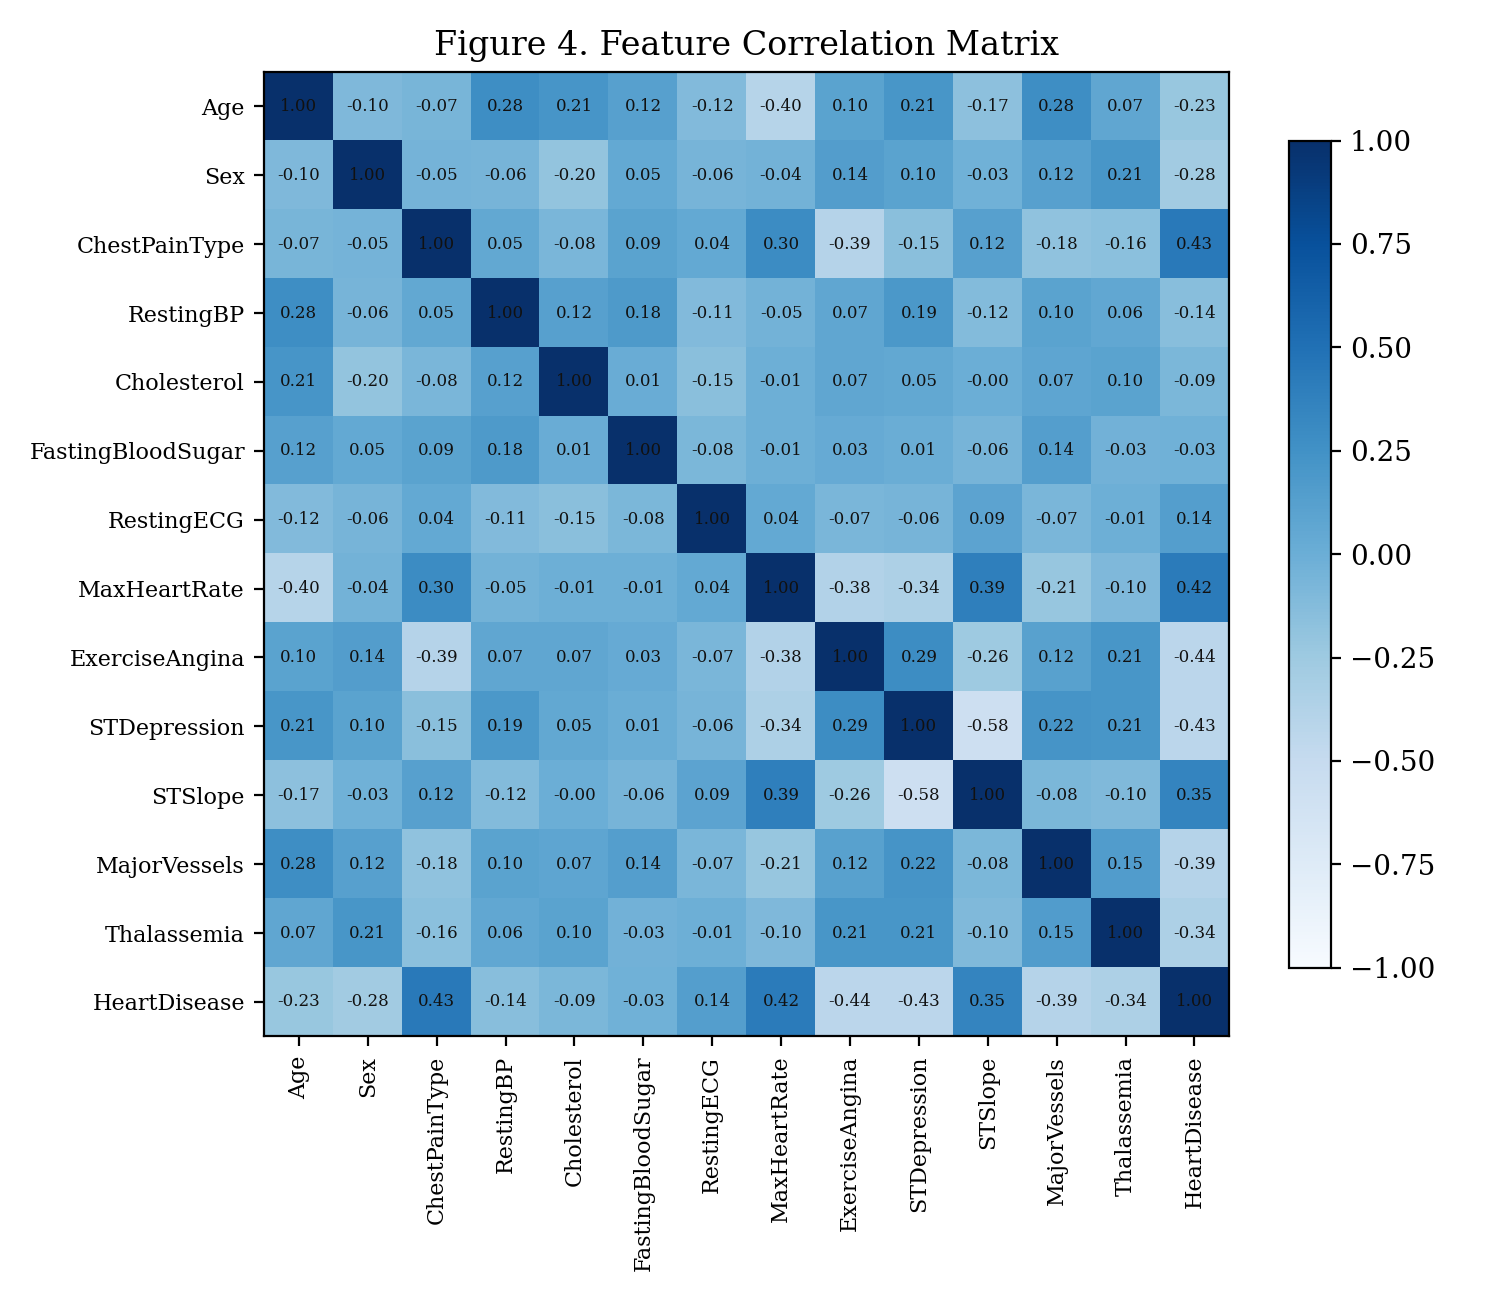 Figure 4. Feature Correlation Matrix
Age 1.00 -0.10 -0.07 0.28 0.21 0.12 -0.12 -0.40 0.10 0.21 -0.17 0.28 0.07 -0.23
Sex -0.10 1.00 -0.05 -0.06 -0.20 0.05 -0.06 -0.04 0.14 0.10 -0.03 0.12 0.21 -0.28
ChestPainType -0.07 -0.05 1.00 0.05 -0.08 0.09 0.04 0.30 -0.39 -0.15 0.12 -0.18 -0.16 0.43
RestingBP 0.28 -0.06 0.05 1.00 0.12 0.18 -0.11 -0.05 0.07 0.19 -0.12 0.10 0.06 -0.14
Cholesterol 0.21 -0.20 -0.08 0.12 1.00 0.01 -0.15 -0.01 0.07 0.05 -0.00 0.07 0.10 -0.09
FastingBloodSugar 0.12 0.05 0.09 0.18 0.01 1.00 -0.08 -0.01 0.03 0.01 -0.06 0.14 -0.03 -0.03
RestingECG -0.12 -0.06 0.04 -0.11 -0.15 -0.08 1.00 0.04 -0.07 -0.06 0.09 -0.07 -0.01 0.14
MaxHeartRate -0.40 -0.04 0.30 -0.05 -0.01 -0.01 0.04 1.00 -0.38 -0.34 0.39 -0.21 -0.10 0.42
ExerciseAngina 0.10 0.14 -0.39 0.07 0.07 0.03 -0.07 -0.38 1.00 0.29 -0.26 0.12 0.21 -0.44
STDepression 0.21 0.10 -0.15 0.19 0.05 0.01 -0.06 -0.34 0.29 1.00 -0.58 0.22 0.21 -0.43
STSlope -0.17 -0.03 0.12 -0.12 -0.00 -0.06 0.09 0.39 -0.26 -0.58 1.00 -0.08 -0.10 0.35
MajorVessels 0.28 0.12 -0.18 0.10 0.07 0.14 -0.07 -0.21 0.12 0.22 -0.08 1.00 0.15 -0.39
Thalassemia 0.07 0.21 -0.16 0.06 0.10 -0.03 -0.01 -0.10 0.21 0.21 -0.10 0.15 1.00 -0.34
HeartDisease -0.23 -0.28 0.43 -0.14 -0.09 -0.03 0.14 0.42 -0.44 -0.43 0.35 -0.39 -0.34 1.00
Age
Sex
ChestPainType
RestingBP
Cholesterol
FastingBloodSugar
RestingECG
MaxHeartRate
ExerciseAngina
STDepression
STSlope
MajorVessels
Thalassemia
HeartDisease
1.00
0.75
0.50
0.25
0.00
−0.25
−0.50
−0.75
−1.00